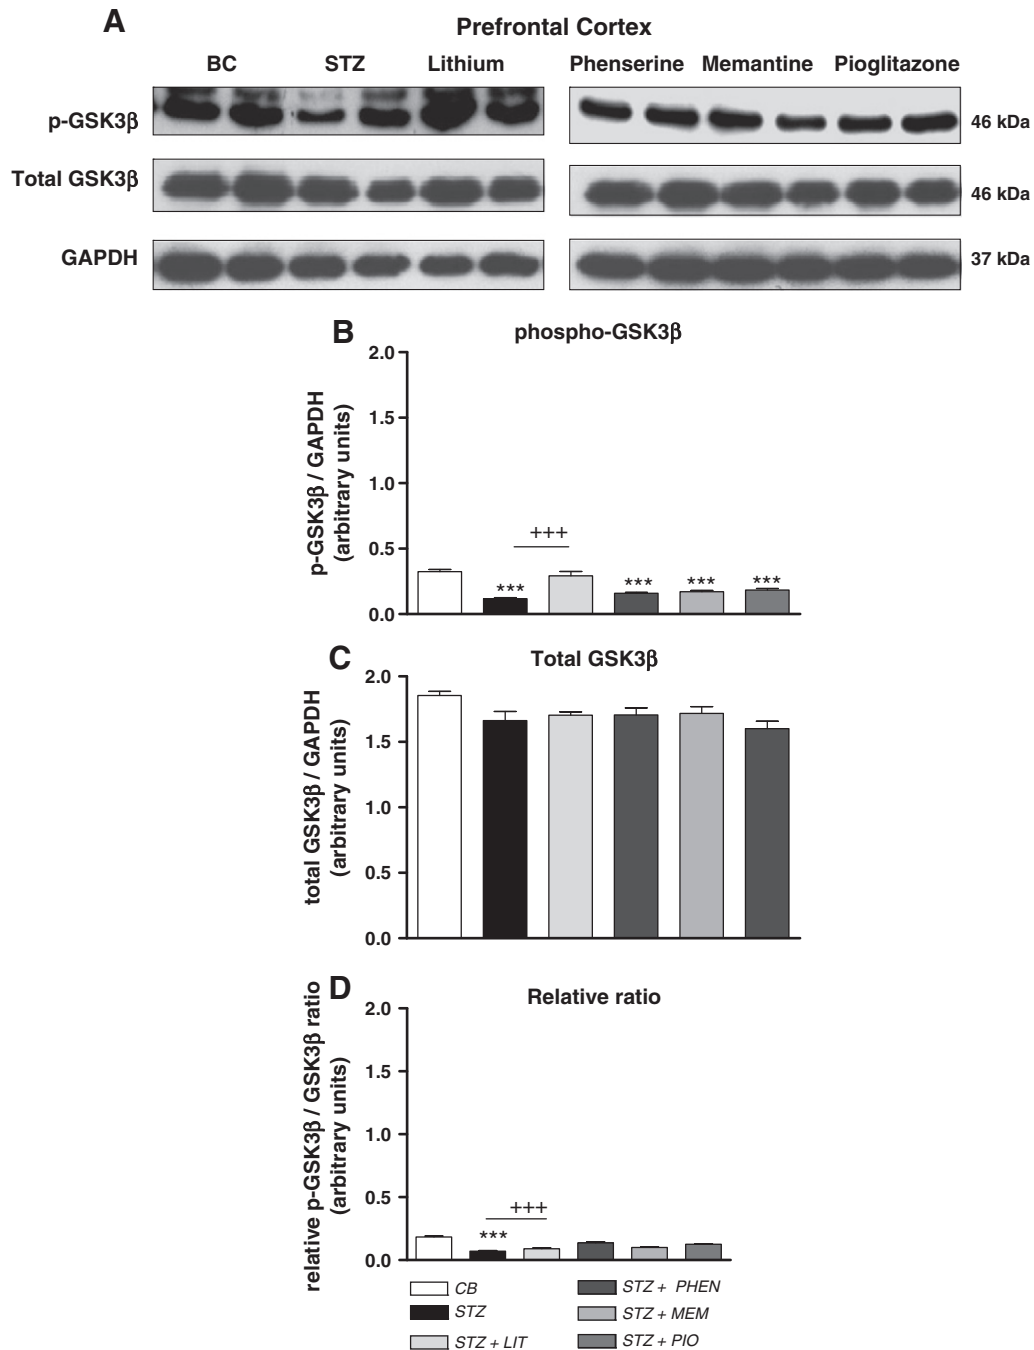 A
Prefrontal Cortex
BC STZ Lithium Phenserine Memantine Pioglitazone
p-GSK3β 46 kDa
Total GSK3β 46 kDa
GAPDH 37 kDa
B
phospho-GSK3β
p-GSK3β / GAPDH
(arbitrary units)
2.0
1.5
1.0
0.5
0.0
+++
*** *** *** ***
C
Total GSK3β
total GSK3β / GAPDH
(arbitrary units)
2.0
1.5
1.0
0.5
0.0
D
Relative ratio
relative p-GSK3β / GSK3β ratio
(arbitrary units)
2.0
1.5
1.0
0.5
0.0
+++
***
CB
STZ
STZ + LIT
STZ + PHEN
STZ + MEM
STZ + PIO